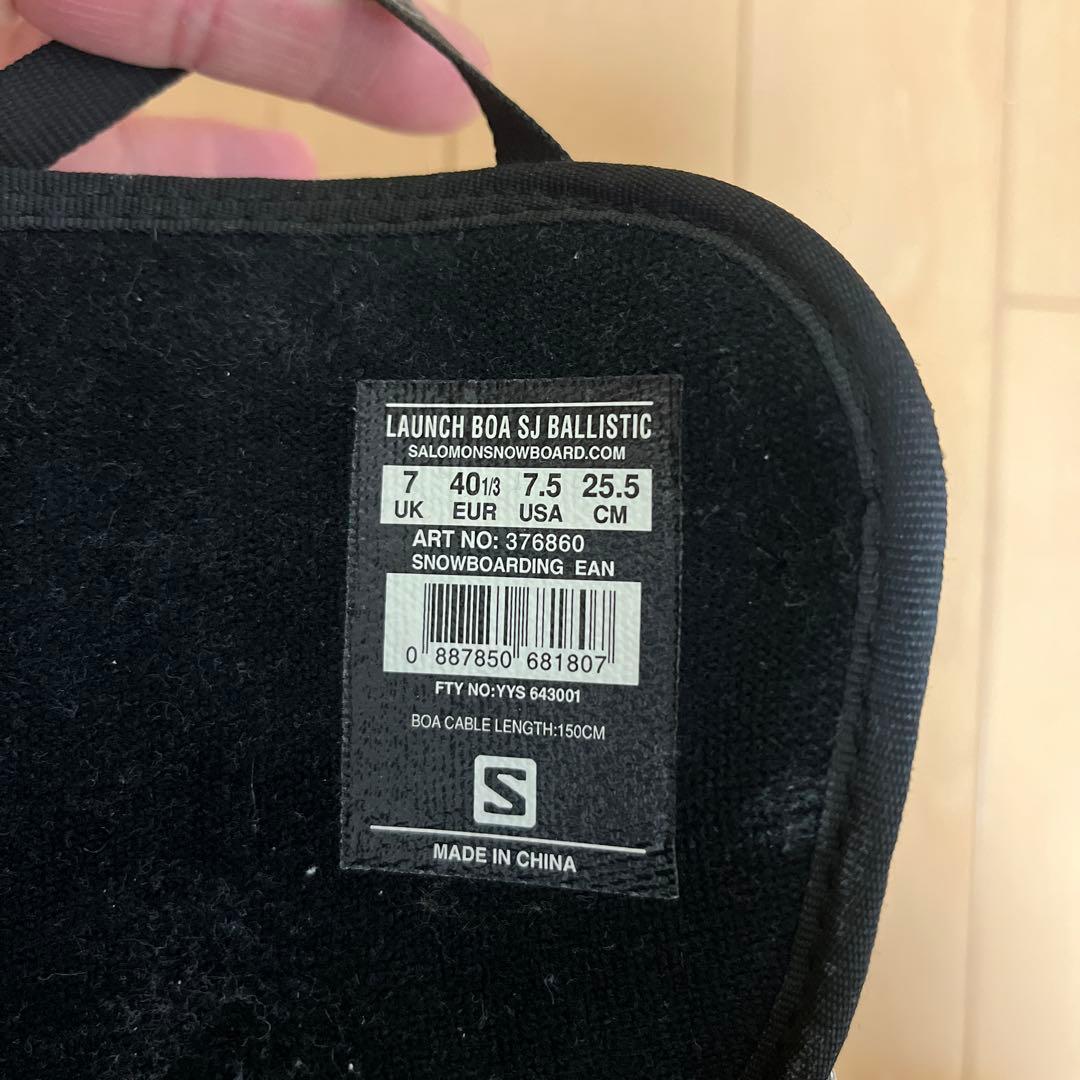 LAUNCH BOA SJ BALLISTIC
SALOMONSNOWBOARD.COM
7 40 1/3 7.5 25.5
UK EUR USA CM
ART NO: 376860
SNOWBOARDING EAN
0 887850 681807
FTY NO:YYS 643001
BOA CABLE LENGTH:150CM
S
MADE IN CHINA